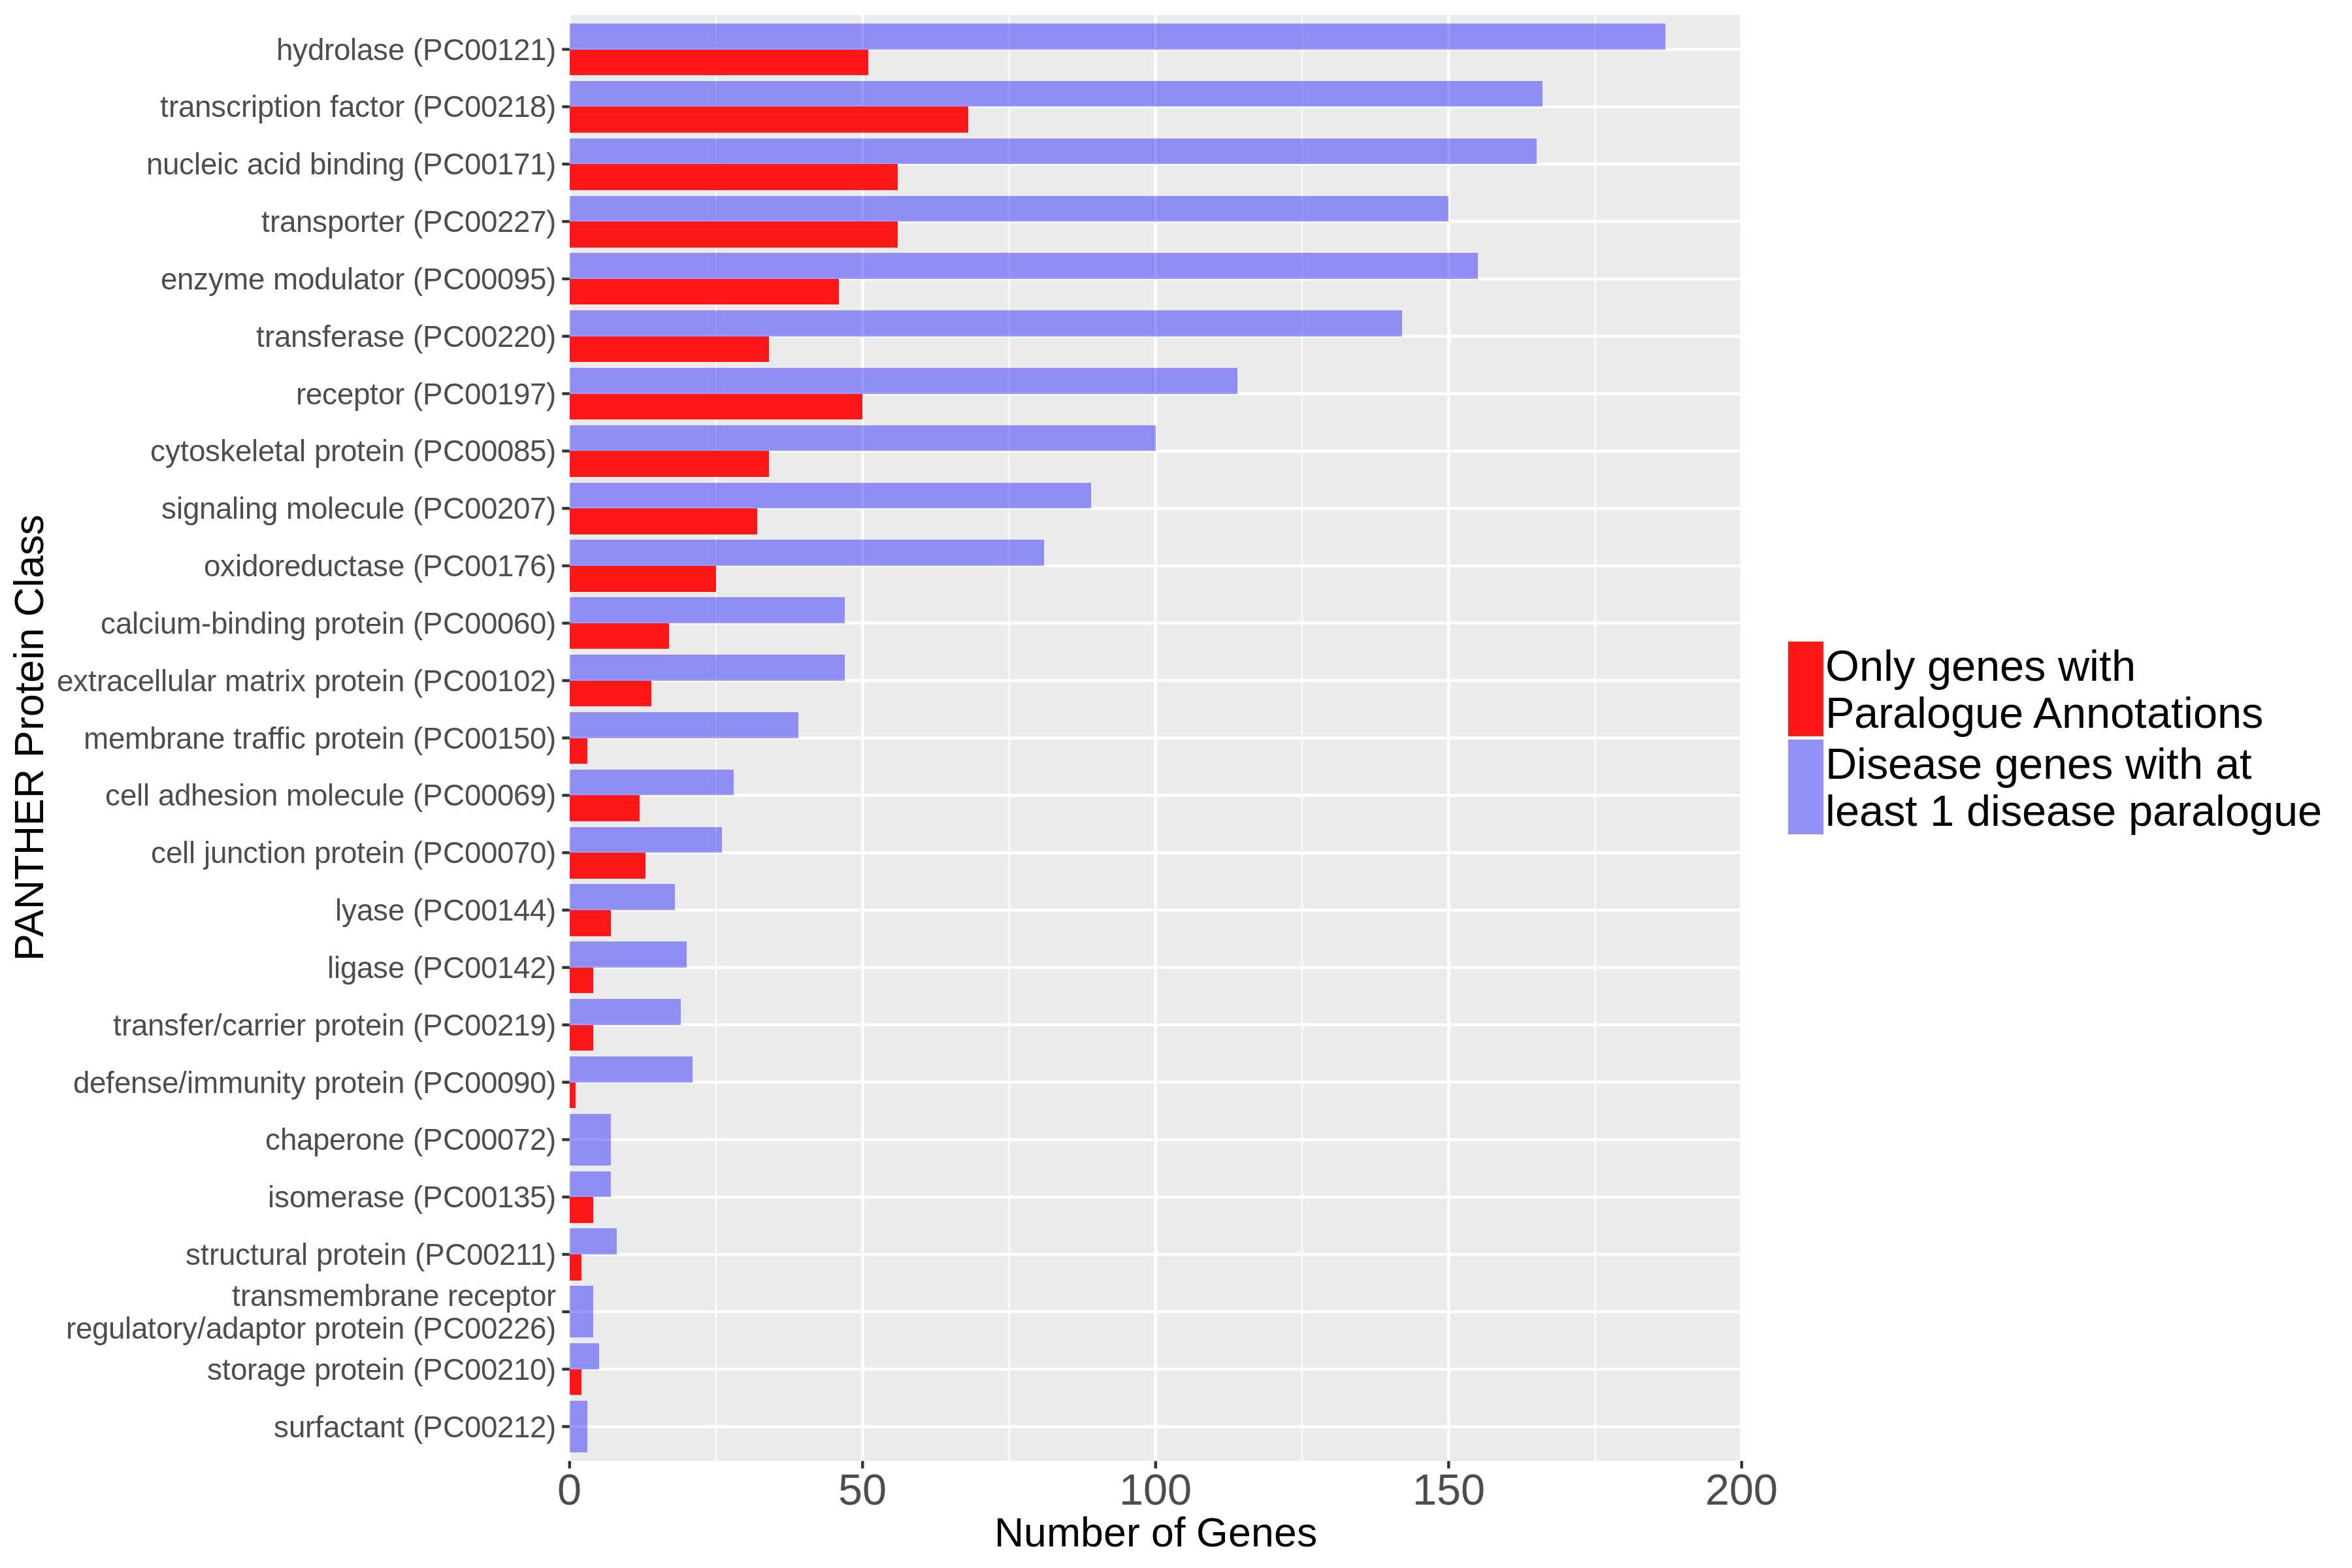 PANTHER Protein Class
hydrolase (PC00121)
transcription factor (PC00218)
nucleic acid binding (PC00171)
transporter (PC00227)
enzyme modulator (PC00095)
transferase (PC00220)
receptor (PC00197)
cytoskeletal protein (PC00085)
signaling molecule (PC00207)
oxidoreductase (PC00176)
calcium-binding protein (PC00060)
extracellular matrix protein (PC00102)
membrane traffic protein (PC00150)
cell adhesion molecule (PC00069)
cell junction protein (PC00070)
lyase (PC00144)
ligase (PC00142)
transfer/carrier protein (PC00219)
defense/immunity protein (PC00090)
chaperone (PC00072)
isomerase (PC00135)
structural protein (PC00211)
transmembrane receptor
regulatory/adaptor protein (PC00226)
storage protein (PC00210)
surfactant (PC00212)
0 50 100 150 200
Number of Genes
Only genes with
Paralogue Annotations
Disease genes with at
least 1 disease paralogue